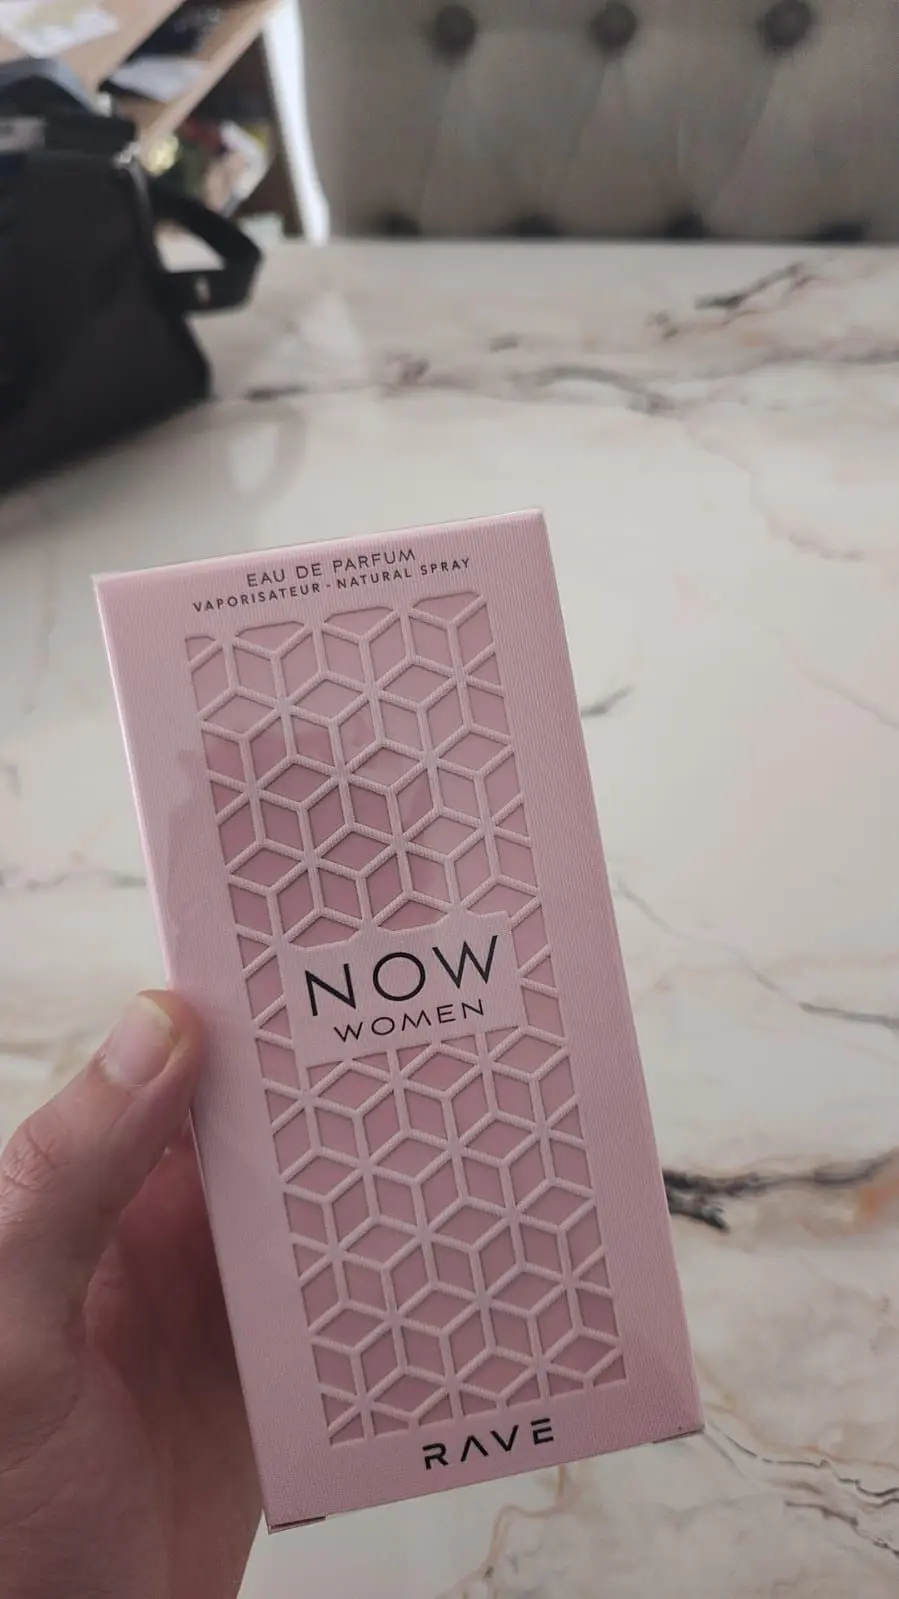 EAU DE PARFUM
VAPORISATEUR - NATURAL SPRAY
NOW
WOMEN
RAVE